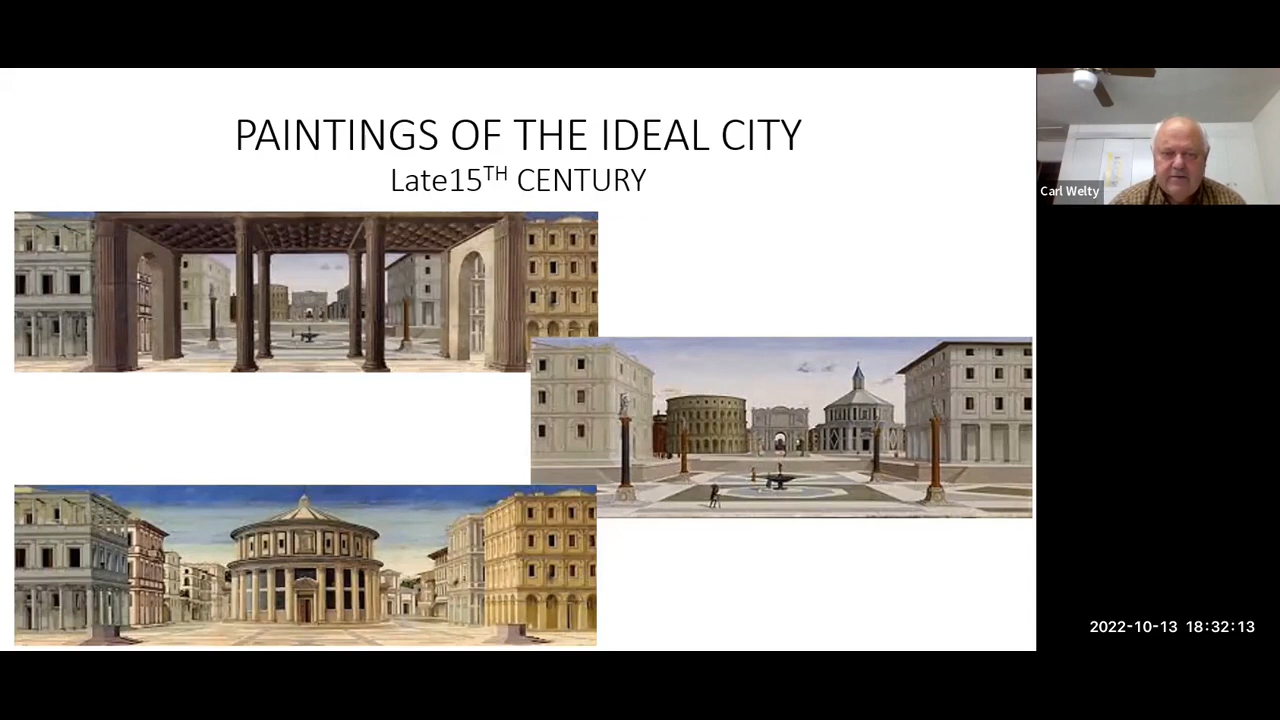 PAINTINGS OF THE IDEAL CITY
Late15TH CENTURY
Carl Welty
2022-10-13 18:32:13